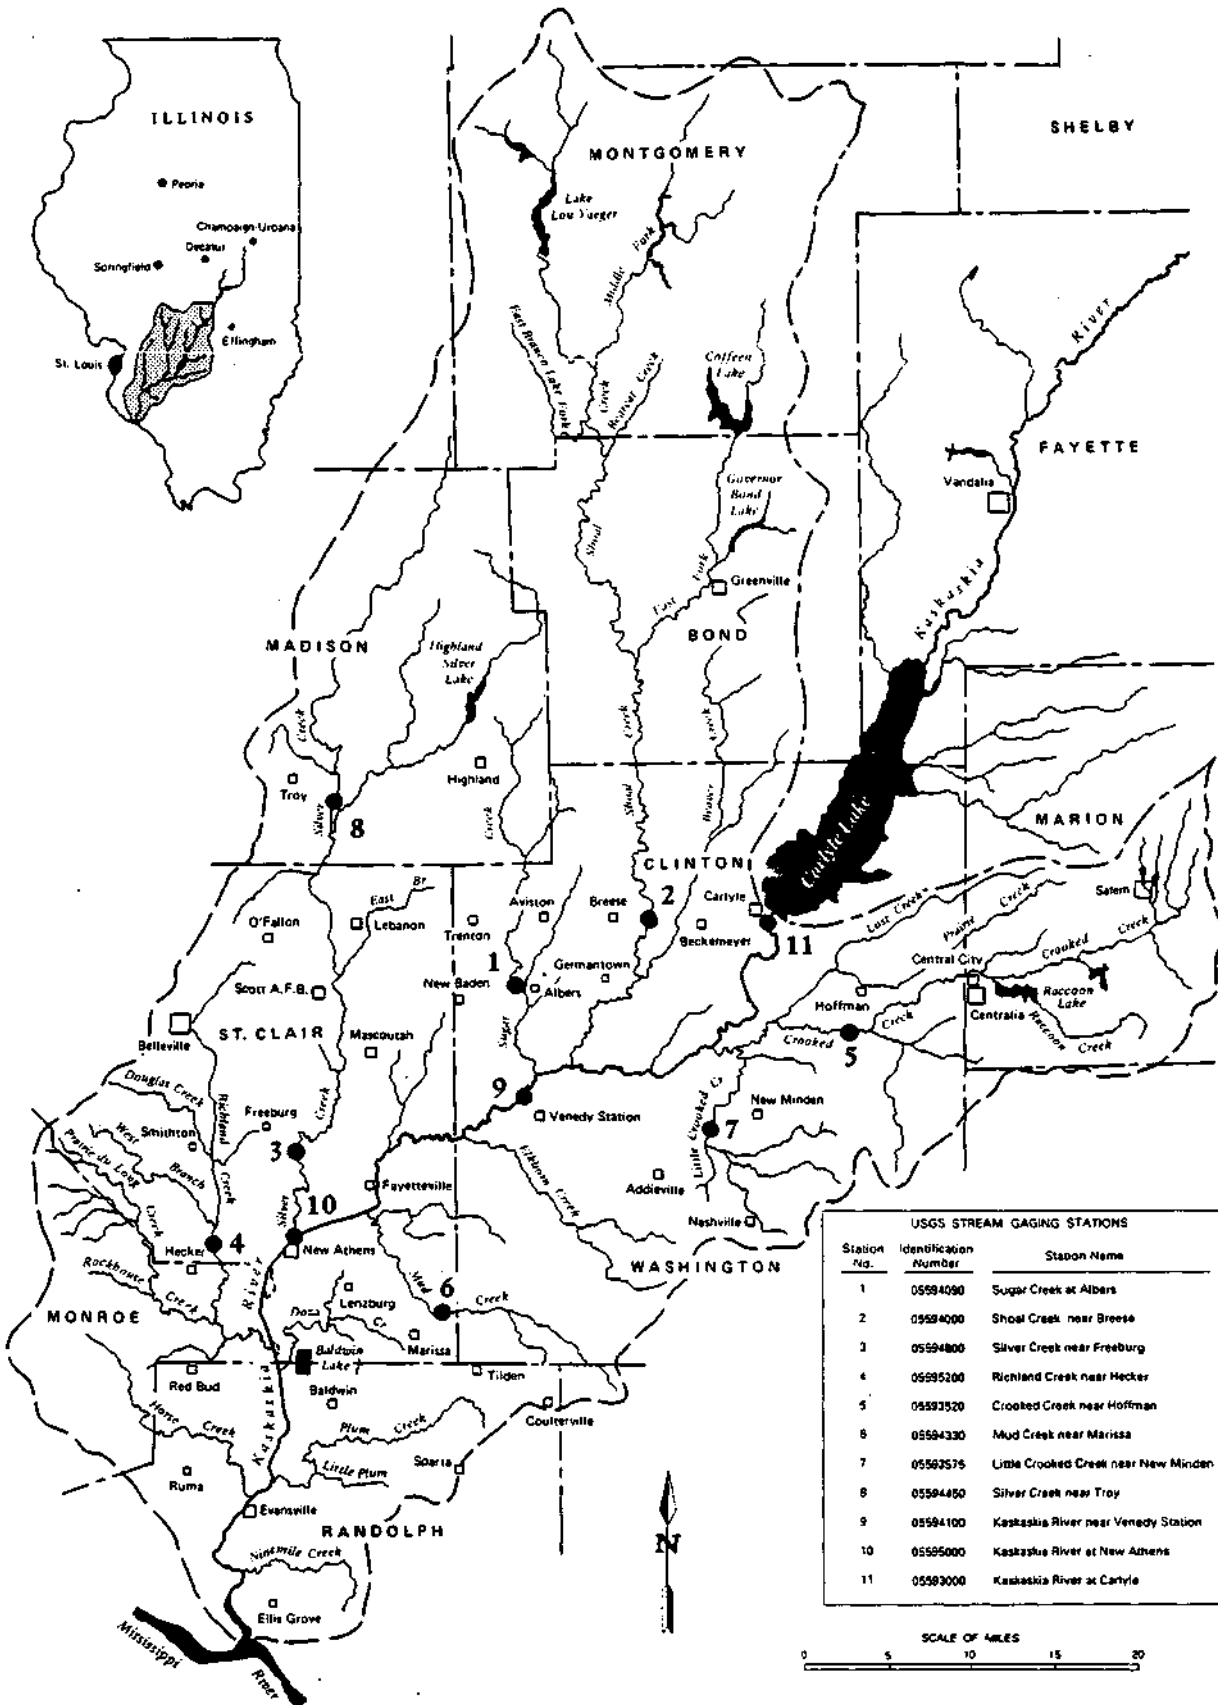 ILLINOIS
Peoria
Champaign-Urbana
Decatur
Springfield
Effingham
St. Louis
MONTGOMERY
SHELBY
Lake
Lou Yaeger
Middle Fork
East Branch Lake Fork
Creek
Bearcat Creek
Coffeen
Lake
River
FAYETTE
Vandalia
Governor
Bond
Lake
Shoal
East Fork
Greenville
BOND
Kaskaskia
MADISON
Highland
Silver
Lake
Creek
Creek
Creek
Highland
Troy
Silver
8
Creek
Shoal
Beaver
Carlyle Lake
MARION
CLINTON
East Br
2
Carlyle
Aviston
Breese
O'Fallon
Lebanon
Trenton
Beckemeyer
11
Lost Creek
Prairie Creek
Salem
Crooked Creek
Central City
1
Germantown
New Baden
Albers
Scott A.F.B.
Hoffman
Raccoon
Lake
Centralia
Raccoon Creek
ST. CLAIR
Belleville
Mascoutah
Sugar
Crooked Creek
5
Douglas Creek
Richland
Creek
9
Venedy Station
Little Crooked Cr
New Minden
7
Freeburg
Smithton
West
Branch
Prairie du Long
Creek
3
Creek
Fayetteville
Elkhorn Creek
Addieville
Nashville
10
Silver
4
Hecker
New Athens
WASHINGTON
Rockhouse
Creek
River
Mud
Creek
6
Lenzburg
Doza
Cr
Marissa
MONROE
Baldwin
Lake
Red Bud
Baldwin
Tilden
Kaskaskia
Horse
Creek
Plum
Creek
Coulterville
Little Plum
Sparta
Ruma
Evansville
RANDOLPH
Ninemile Creek
Ellis Grove
Mississippi
River
N
USGS STREAM GAGING STATIONS
Station No. Identification Number Station Name
1 05594090 Sugar Creek at Albers
2 05594000 Shoal Creek near Breese
3 05594800 Silver Creek near Freeburg
4 05595200 Richland Creek near Hecker
5 05593520 Crooked Creek near Hoffman
6 05594330 Mud Creek near Marissa
7 05593575 Little Crooked Creek near New Minden
8 05594450 Silver Creek near Troy
9 05594100 Kaskaskia River near Venedy Station
10 05595000 Kaskaskia River at New Athens
11 05593000 Kaskaskia River at Carlyle
SCALE OF MILES
0 5 10 15 20